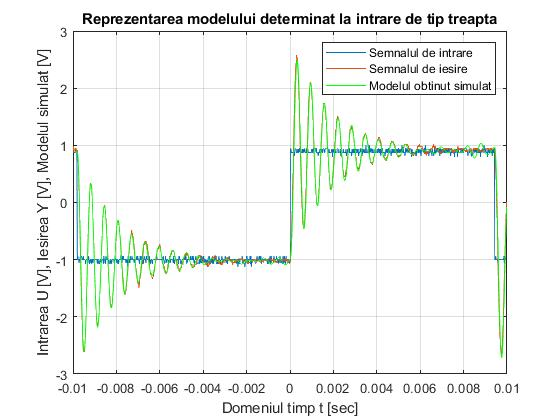 Reprezentarea modelului determinat la intrare de tip treapta
Semnalul de intrare
Semnalul de iesire
Modelul obtinut simulat
Intrarea U [V], Iesirea Y [V], Modelul simulat [V]
3
2
1
0
-1
-2
-3
-0.01 -0.008 -0.006 -0.004 -0.002 0 0.002 0.004 0.006 0.008 0.01
Domeniul timp t [sec]